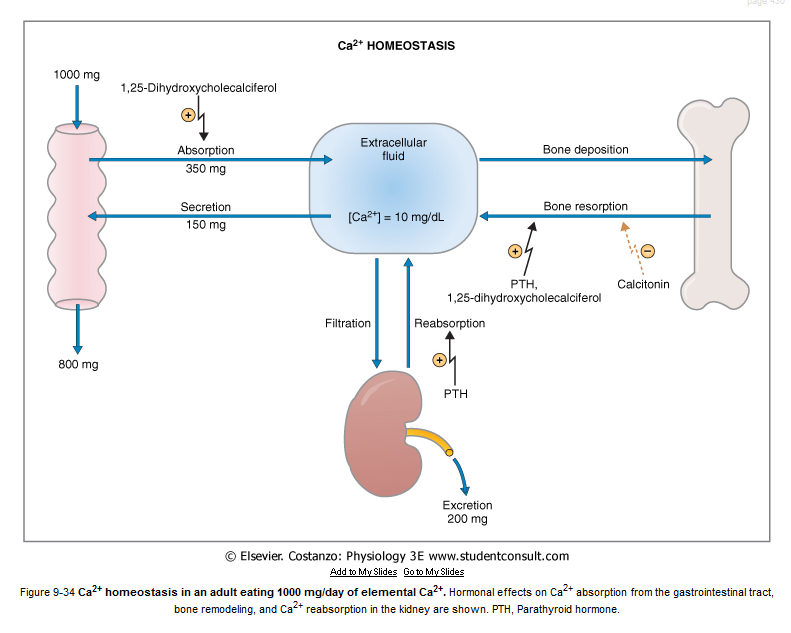 page 430
Ca²⁺ HOMEOSTASIS
1000 mg
1,25-Dihydroxycholecalciferol
+
Absorption
350 mg
Secretion
150 mg
800 mg
Extracellular
fluid
[Ca²⁺] = 10 mg/dL
Bone deposition
Bone resorption
+
PTH,
1,25-dihydroxycholecalciferol
−
Calcitonin
Filtration
Reabsorption
+
PTH
Excretion
200 mg
© Elsevier. Costanzo: Physiology 3E www.studentconsult.com
Add to My Slides Go to My Slides
Figure 9-34 Ca²⁺ homeostasis in an adult eating 1000 mg/day of elemental Ca²⁺. Hormonal effects on Ca²⁺ absorption from the gastrointestinal tract,
bone remodeling, and Ca²⁺ reabsorption in the kidney are shown. PTH, Parathyroid hormone.